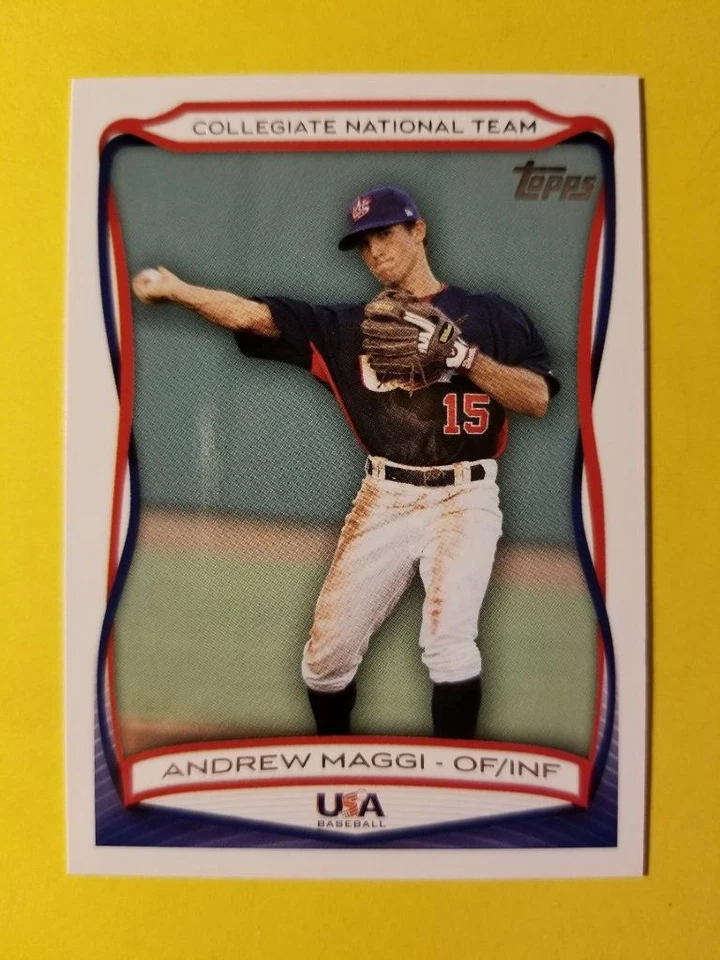 COLLEGIATE NATIONAL TEAM
Topps
15
ANDREW MAGGI - OF/INF
USA
BASEBALL